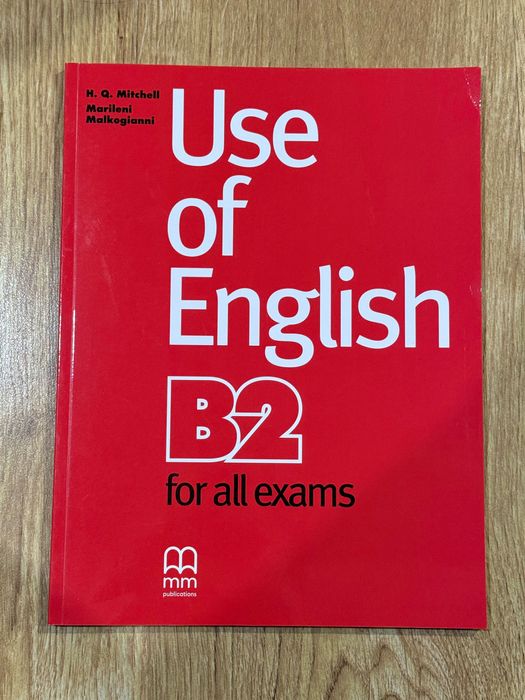 H. Q. Mitchell
Marileni
Malkogianni
Use
of
English
B2
for all exams
mm
publications